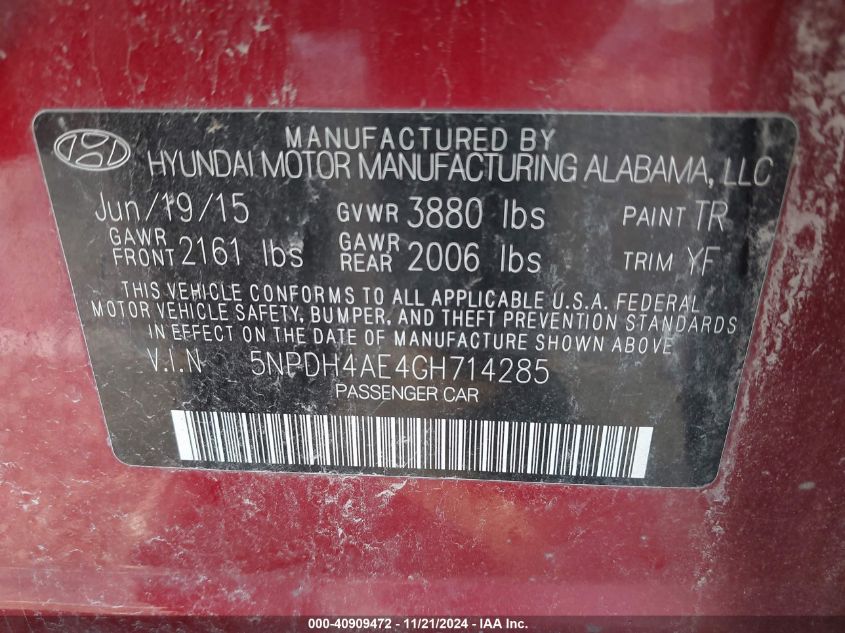 MANUFACTURED BY
HYUNDAI MOTOR MANUFACTURING ALABAMA, LLC
Jun/19/15 GVWR 3880 lbs PAINT TR
GAWR FRONT 2161 lbs GAWR REAR 2006 lbs TRIM YF
THIS VEHICLE CONFORMS TO ALL APPLICABLE U.S.A. FEDERAL
MOTOR VEHICLE SAFETY, BUMPER, AND THEFT PREVENTION STANDARDS
IN EFFECT ON THE DATE OF MANUFACTURE SHOWN ABOVE.
V.I.N 5NPDH4AE4GH714285
PASSENGER CAR
000-40909472 - 11/21/2024 - IAA Inc.